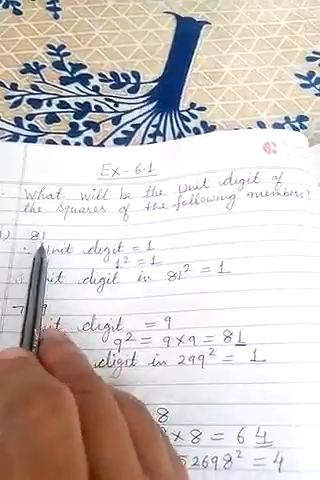 Ex-6.1
What will be the unit digit of
the squares of the following numbers?
81
Unit digit = 1
1² = 1
digit in 81² = 1
9
digit = 9
9² = 9×9 = 81
digit in 299² = 1
8
×8 = 64
52698² = 4